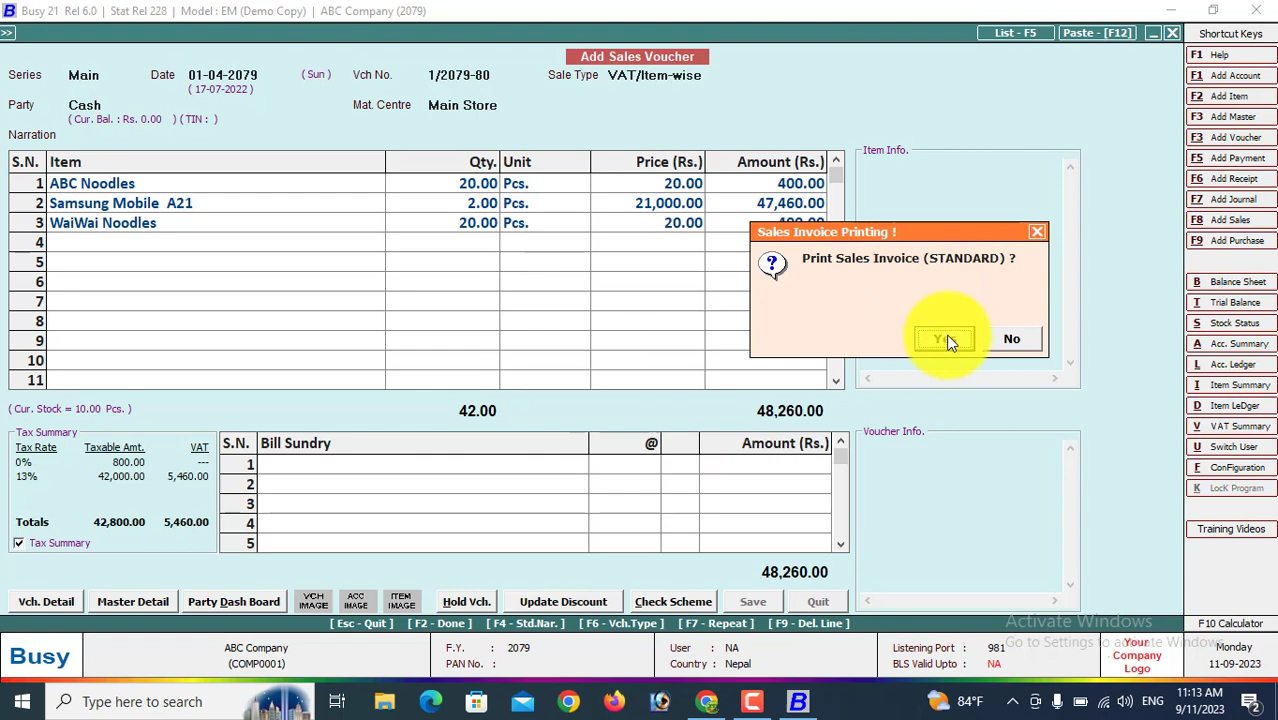 Busy 21 Rel 6.0 | Stat Rel 228 | Model : EM (Demo Copy) | ABC Company (2079)
>> List - F5 Paste - [F12]
Shortcut Keys
Add Sales Voucher
Series Main Date 01-04-2079 ( Sun ) Vch No. 1/2079-80 Sale Type VAT/Item-wise
( 17-07-2022 )
Party Cash Mat. Centre Main Store
( Cur. Bal. : Rs. 0.00 ) ( TIN : )
Narration
S.N. Item Qty. Unit Price (Rs.) Amount (Rs.)
1 ABC Noodles 20.00 Pcs. 20.00 400.00
2 Samsung Mobile A21 2.00 Pcs. 21,000.00 47,460.00
3 WaiWai Noodles 20.00 Pcs. 20.00
4
5
6
7
8
9
10
11
Item Info.
Sales Invoice Printing !
Print Sales Invoice (STANDARD) ?
No
( Cur. Stock = 10.00 Pcs. ) 42.00 48,260.00
Tax Summary
Tax Rate Taxable Amt. VAT
0% 800.00 ---
13% 42,000.00 5,460.00
Totals 42,800.00 5,460.00
Tax Summary
S.N. Bill Sundry @ Amount (Rs.)
1
2
3
4
5
48,260.00
Voucher Info.
Vch. Detail Master Detail Party Dash Board VCH IMAGE ACC IMAGE ITEM IMAGE Hold Vch. Update Discount Check Scheme Save Quit
[ Esc - Quit ] [ F2 - Done ] [ F4 - Std.Nar. ] [ F6 - Vch.Type ] [ F7 - Repeat ] [ F9 - Del. Line ]
F1 Help
F1 Add Account
F2 Add Item
F3 Add Master
F3 Add Voucher
F5 Add Payment
F6 Add Receipt
F7 Add Journal
F8 Add Sales
F9 Add Purchase
B Balance Sheet
T Trial Balance
S Stock Status
A Acc. Summary
L Acc. Ledger
I Item Summary
D Item LeDger
V VAT Summary
U Switch User
F ConFiguration
K LocK Program
Training Videos
F10 Calculator
Activate Windows
Go to Settings to activate Windows.
Busy
ABC Company
(COMP0001)
F.Y. : 2079
PAN No. :
User : NA
Country : Nepal
Listening Port : 981
BLS Valid Upto : NA
Your
Company
Logo
Monday
11-09-2023
Type here to search
84°F
ENG
11:13 AM
9/11/2023
2